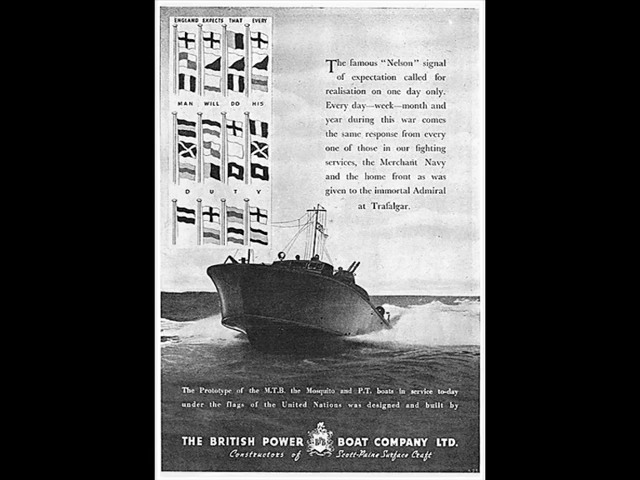 ENGLAND EXPECTS THAT EVERY
MAN WILL DO HIS
D U T Y
The famous "Nelson" signal
of expectation called for
realisation on one day only.
Every day—week—month and
year during this war comes
the same response from every
one of those in our fighting
services, the Merchant Navy
and the home front as was
given to the immortal Admiral
at Trafalgar.
The Prototype of the M.T.B. the Mosquito and P.T. boats in service to-day
under the flags of the United Nations was designed and built by
THE BRITISH POWER BOAT COMPANY LTD.
Constructors of Scott-Paine Surface Craft